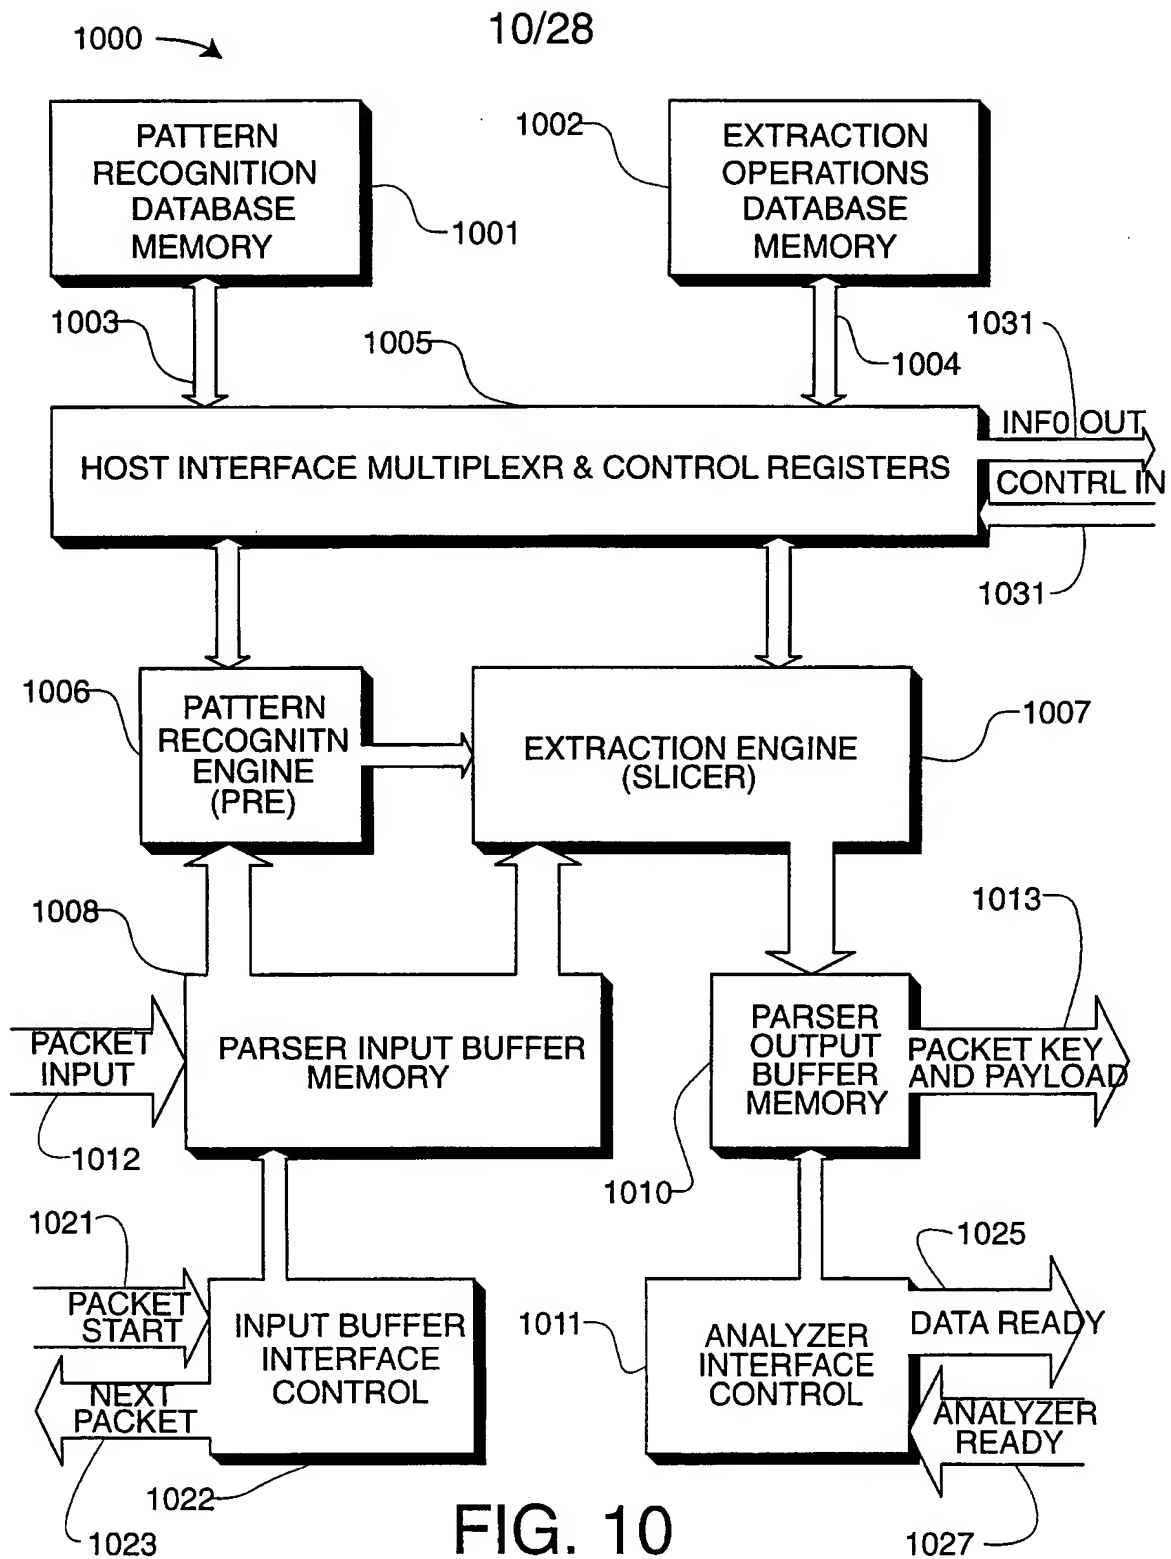 1000
10/28
PATTERN
RECOGNITION
DATABASE
MEMORY
1001
1002
EXTRACTION
OPERATIONS
DATABASE
MEMORY
1003
1005
1004
1031
HOST INTERFACE MULTIPLEXR & CONTROL REGISTERS
INFO OUT
CONTRL IN
1031
1006
PATTERN
RECOGNITN
ENGINE
(PRE)
EXTRACTION ENGINE
(SLICER)
1007
1008
1013
PACKET
INPUT
PARSER INPUT BUFFER
MEMORY
PARSER
OUTPUT
BUFFER
MEMORY
PACKET KEY
AND PAYLOAD
1012
1010
1021
1025
PACKET
START
NEXT
PACKET
INPUT BUFFER
INTERFACE
CONTROL
1011
ANALYZER
INTERFACE
CONTROL
DATA READY
ANALYZER
READY
1022
1023
1027
FIG. 10